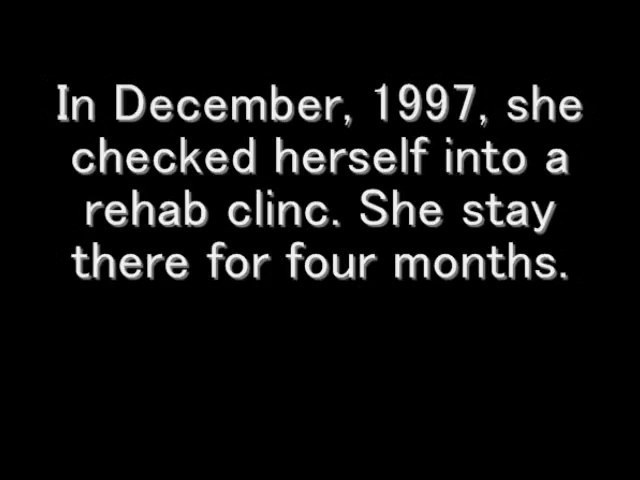 In December, 1997, she
checked herself into a
rehab clinc. She stay
there for four months.